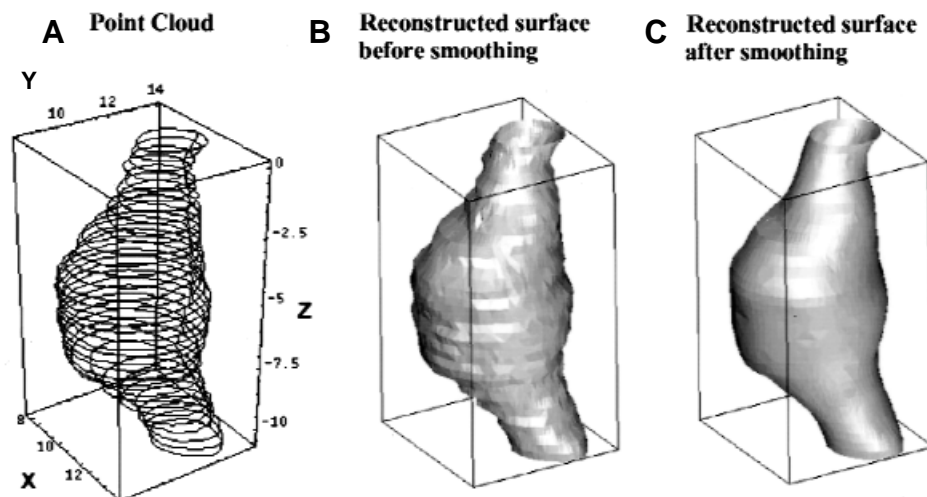 A Point Cloud
B Reconstructed surface
before smoothing
C Reconstructed surface
after smoothing
Y
14
12
10
0
-2.5
-5
Z
-7.5
-10
8
10
12
X